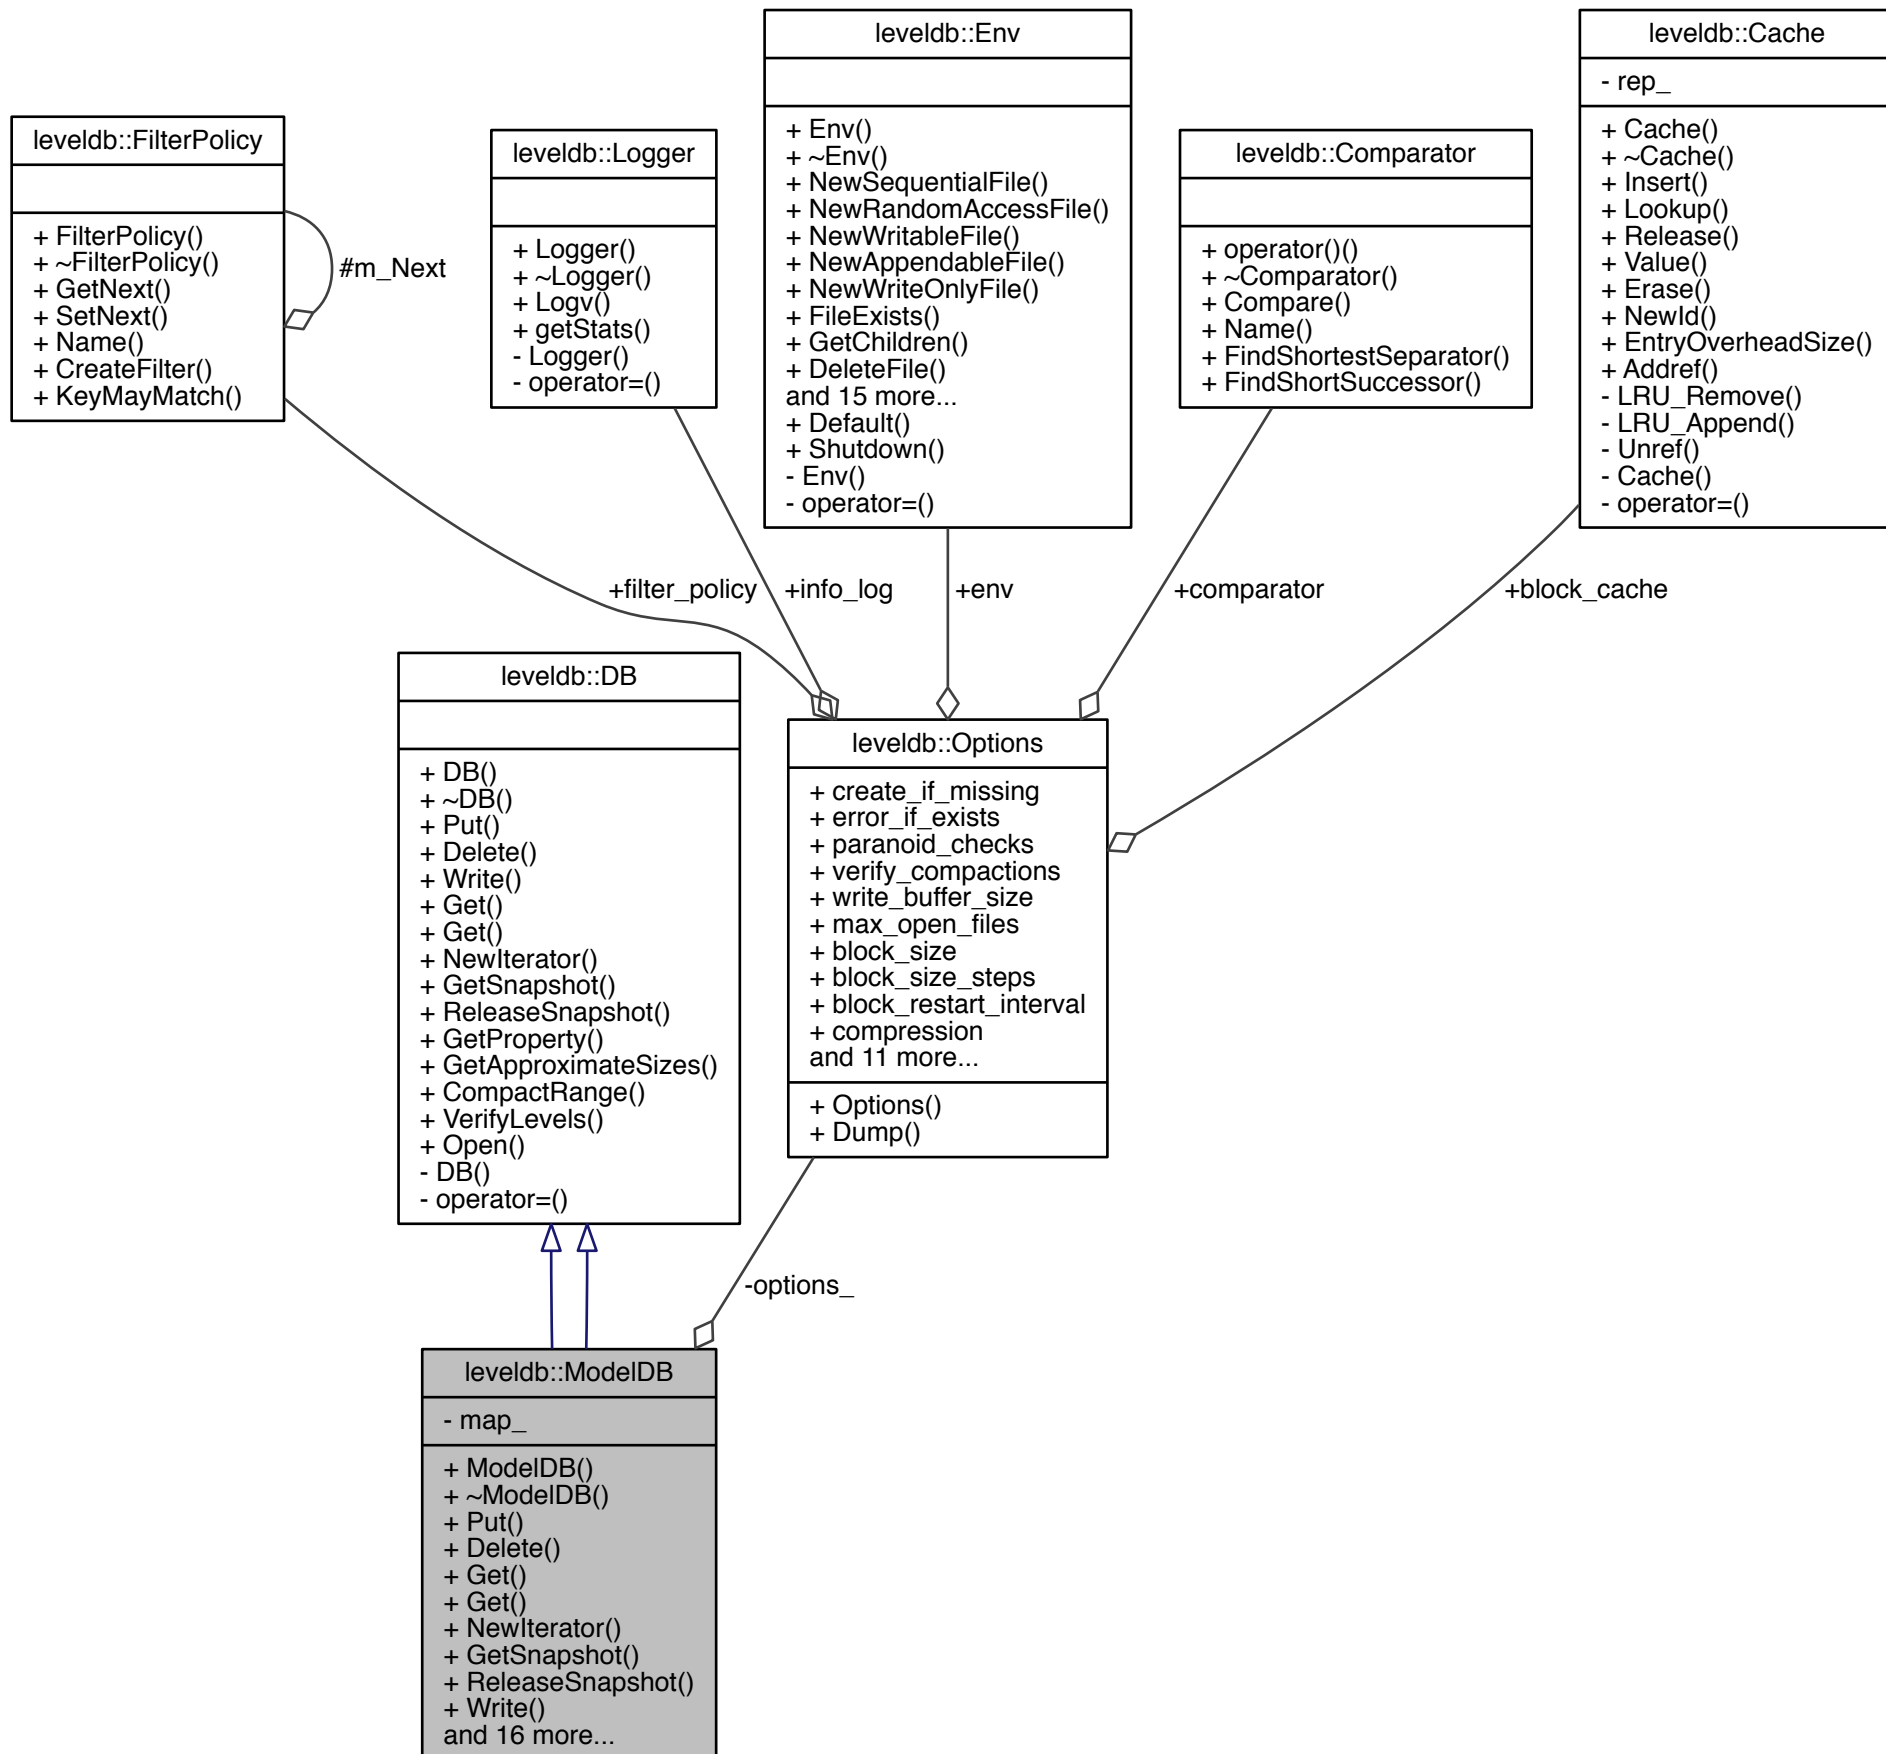 leveldb::FilterPolicy
+ FilterPolicy()
+ ~FilterPolicy()
+ GetNext()
+ SetNext()
+ Name()
+ CreateFilter()
+ KeyMayMatch()
#m_Next
leveldb::Logger
+ Logger()
+ ~Logger()
+ Logv()
+ getStats()
- Logger()
- operator=()
leveldb::Env
+ Env()
+ ~Env()
+ NewSequentialFile()
+ NewRandomAccessFile()
+ NewWritableFile()
+ NewAppendableFile()
+ NewWriteOnlyFile()
+ FileExists()
+ GetChildren()
+ DeleteFile()
and 15 more...
+ Default()
+ Shutdown()
- Env()
- operator=()
leveldb::Comparator
+ operator()()
+ ~Comparator()
+ Compare()
+ Name()
+ FindShortestSeparator()
+ FindShortSuccessor()
leveldb::Cache
- rep_
+ Cache()
+ ~Cache()
+ Insert()
+ Lookup()
+ Release()
+ Value()
+ Erase()
+ NewId()
+ EntryOverheadSize()
+ Addref()
- LRU_Remove()
- LRU_Append()
- Unref()
- Cache()
- operator=()
+filter_policy
+info_log
+env
+comparator
+block_cache
leveldb::DB
+ DB()
+ ~DB()
+ Put()
+ Delete()
+ Write()
+ Get()
+ Get()
+ NewIterator()
+ GetSnapshot()
+ ReleaseSnapshot()
+ GetProperty()
+ GetApproximateSizes()
+ CompactRange()
+ VerifyLevels()
+ Open()
- DB()
- operator=()
leveldb::Options
+ create_if_missing
+ error_if_exists
+ paranoid_checks
+ verify_compactions
+ write_buffer_size
+ max_open_files
+ block_size
+ block_size_steps
+ block_restart_interval
+ compression
and 11 more...
+ Options()
+ Dump()
-options_
leveldb::ModelDB
- map_
+ ModelDB()
+ ~ModelDB()
+ Put()
+ Delete()
+ Get()
+ Get()
+ NewIterator()
+ GetSnapshot()
+ ReleaseSnapshot()
+ Write()
and 16 more...